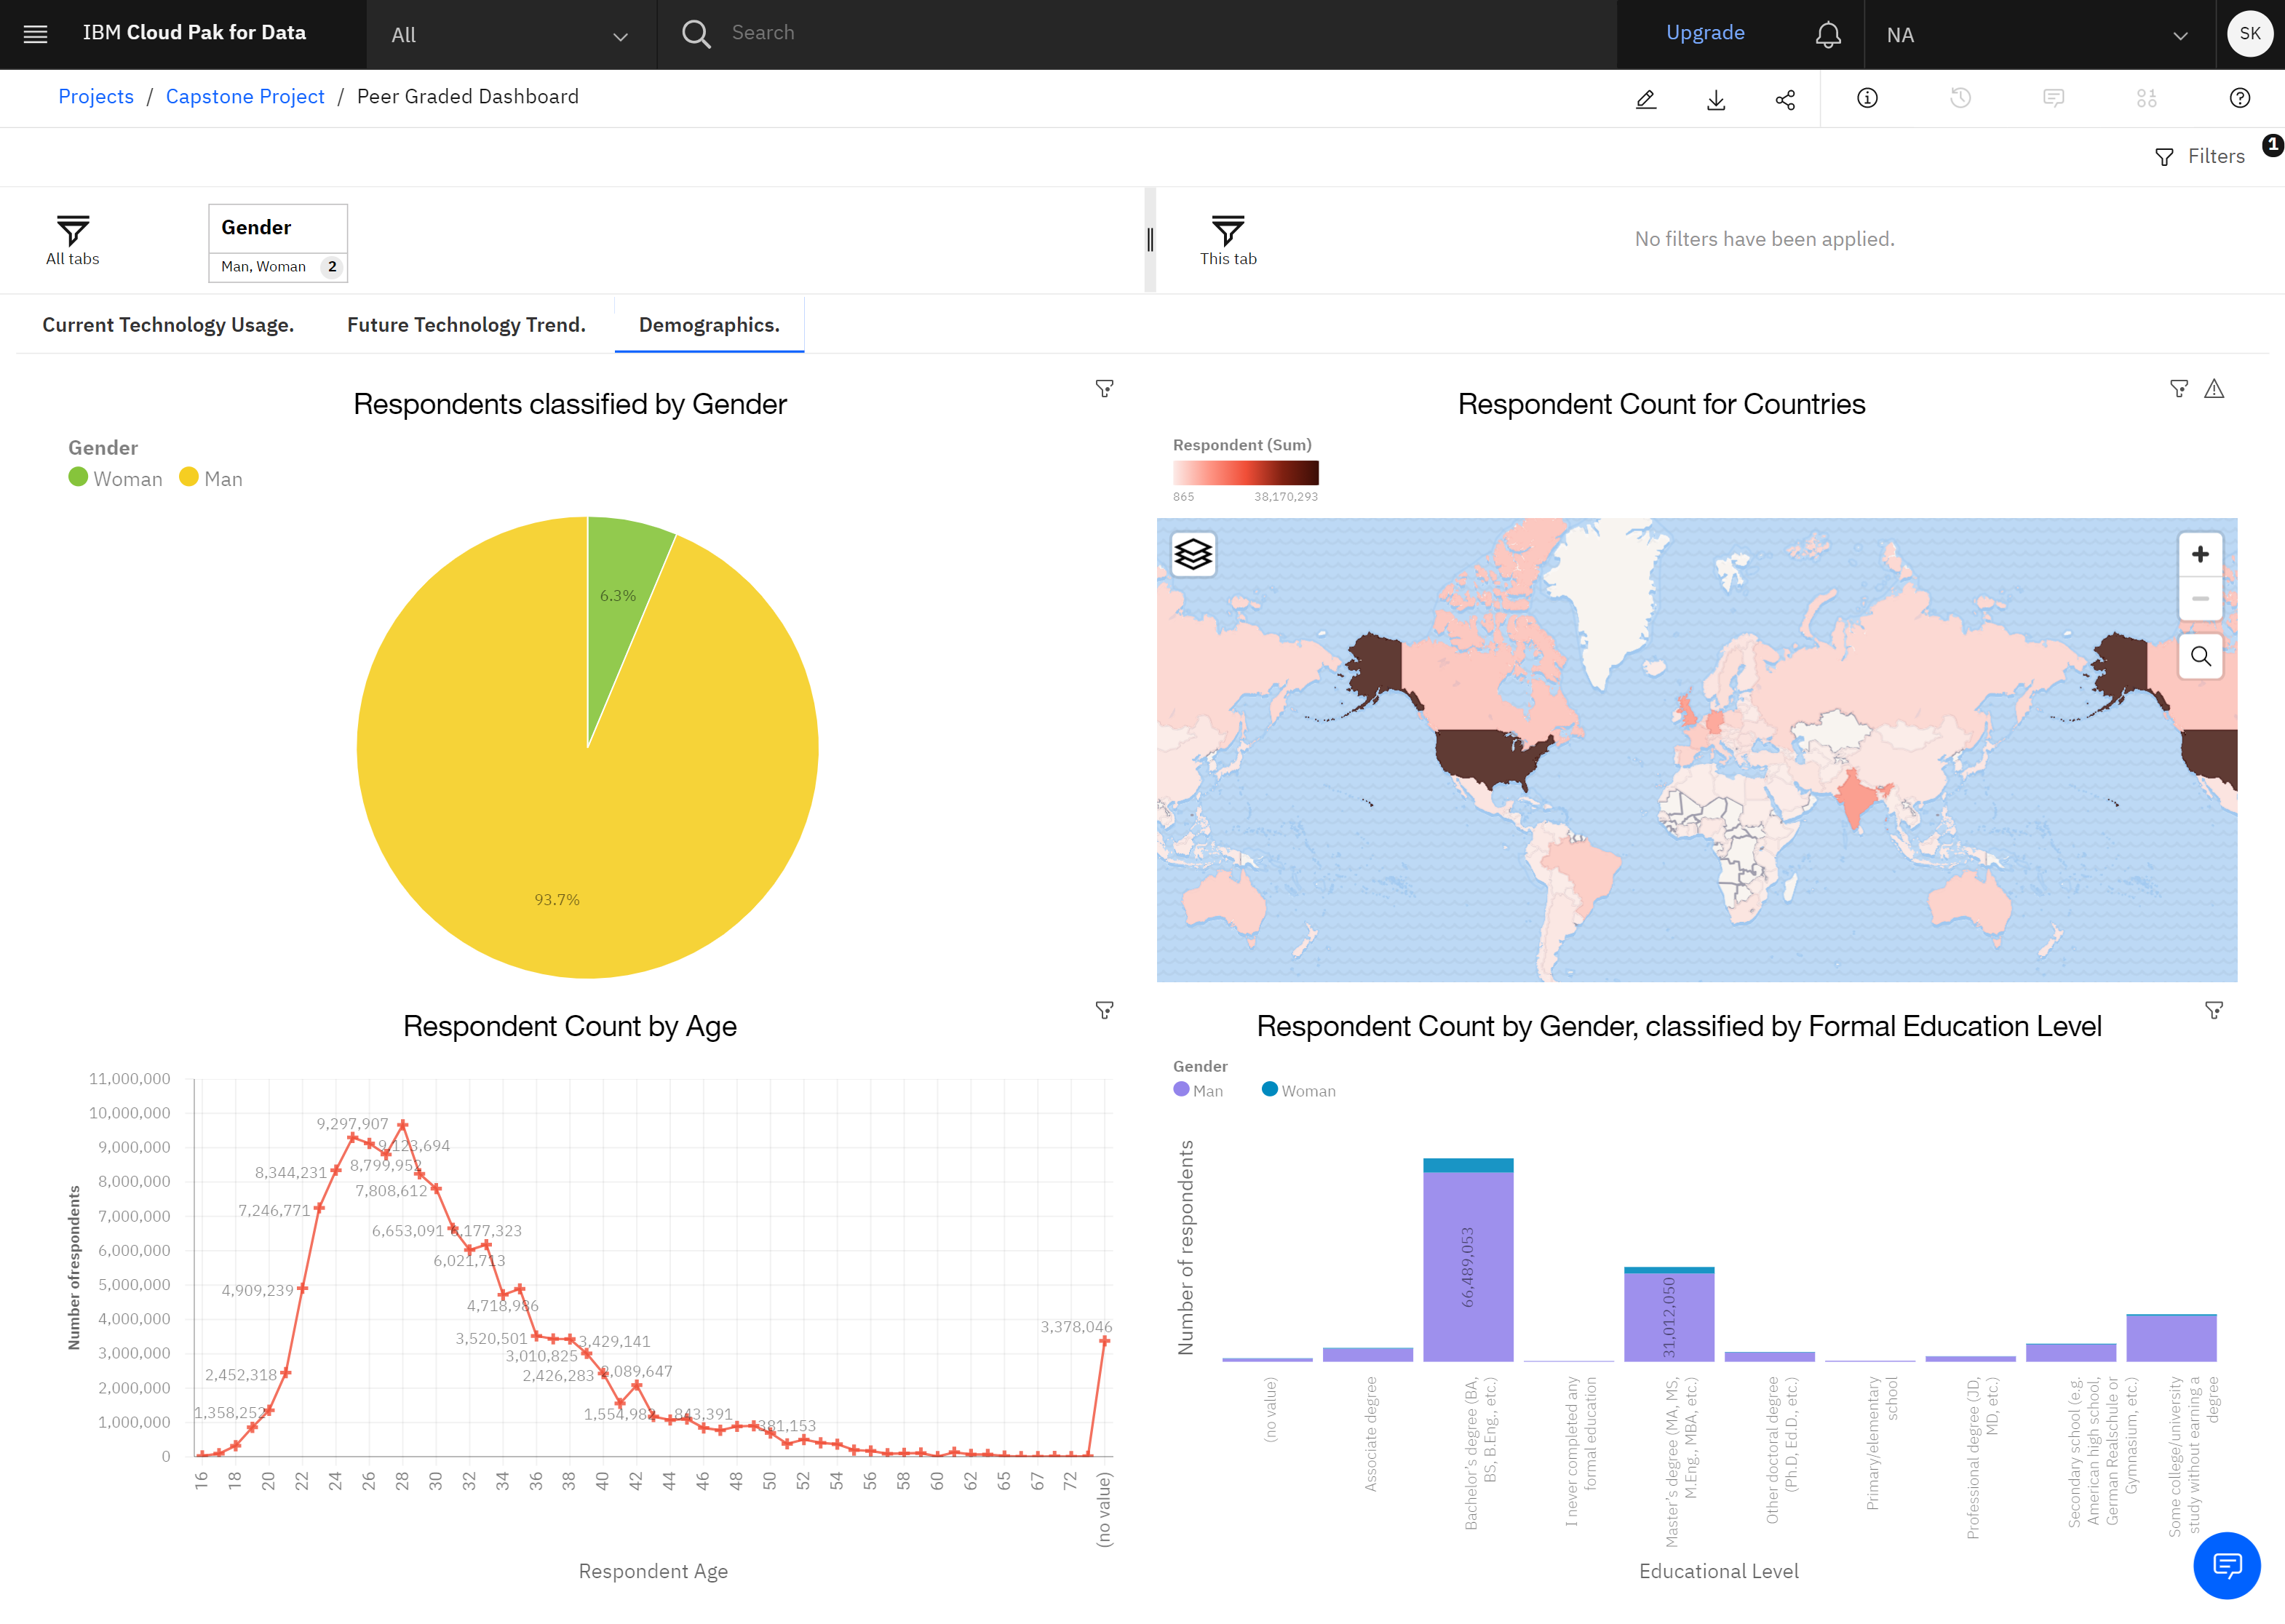 IBM Cloud Pak for Data
All
Search
Upgrade
NA
SK
Projects / Capstone Project / Peer Graded Dashboard
Filters
1
All tabs
Gender
Man, Woman 2
This tab
No filters have been applied.
Current Technology Usage.
Future Technology Trend.
Demographics.
Respondents classified by Gender
Gender
Woman
Man
6.3%
93.7%
Respondent Count for Countries
Respondent (Sum)
865
38,170,293
Respondent Count by Age
Number ofrespondents
11,000,000
10,000,000
9,000,000
8,000,000
7,000,000
6,000,000
5,000,000
4,000,000
3,000,000
2,000,000
1,000,000
0
1,358,252
2,452,318
4,909,239
7,246,771
8,344,231
9,297,907
9,123,694
8,799,952
7,808,612
6,653,091
6,177,323
6,021,713
4,718,986
3,520,501
3,429,141
3,010,825
2,426,283
2,089,647
843,391
381,153
3,378,046
16
18
20
22
24
26
28
30
32
34
36
38
40
42
44
46
48
50
52
54
56
58
60
62
65
67
72
(no value)
Respondent Age
Respondent Count by Gender, classified by Formal Education Level
Gender
Man
Woman
Number of respondents
66,489,053
31,012,050
(no value)
Associate degree
Bachelor's degree (BA,
BS, B.Eng., etc.)
I never completed any
formal education
Master's degree (MA, MS,
M.Eng., MBA, etc.)
Other doctoral degree
(Ph.D, Ed.D., etc.)
Primary/elementary
school
Professional degree (JD,
MD, etc.)
Secondary school (e.g.
American high school,
German Realschule or
Gymnasium, etc.)
Some college/university
study without earning a
degree
Educational Level